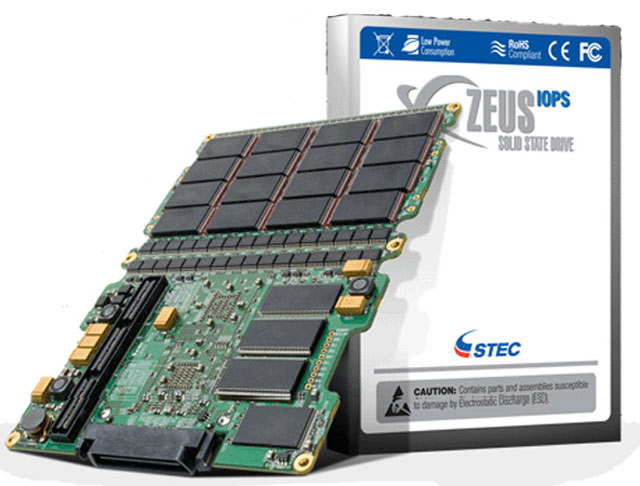 Low Power
Consumption
RoHS
Compliant
CE FC
ZEUS IOPS
SOLID STATE DRIVE
STEC
CAUTION: Contains parts and assemblies susceptible
to damage by Electrostatic Discharge (ESD).